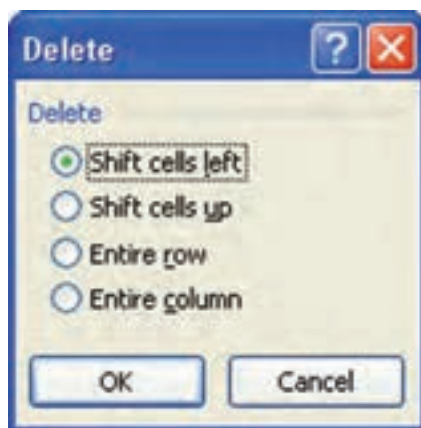 Delete
Delete
Shift cells left
Shift cells up
Entire row
Entire column
OK Cancel